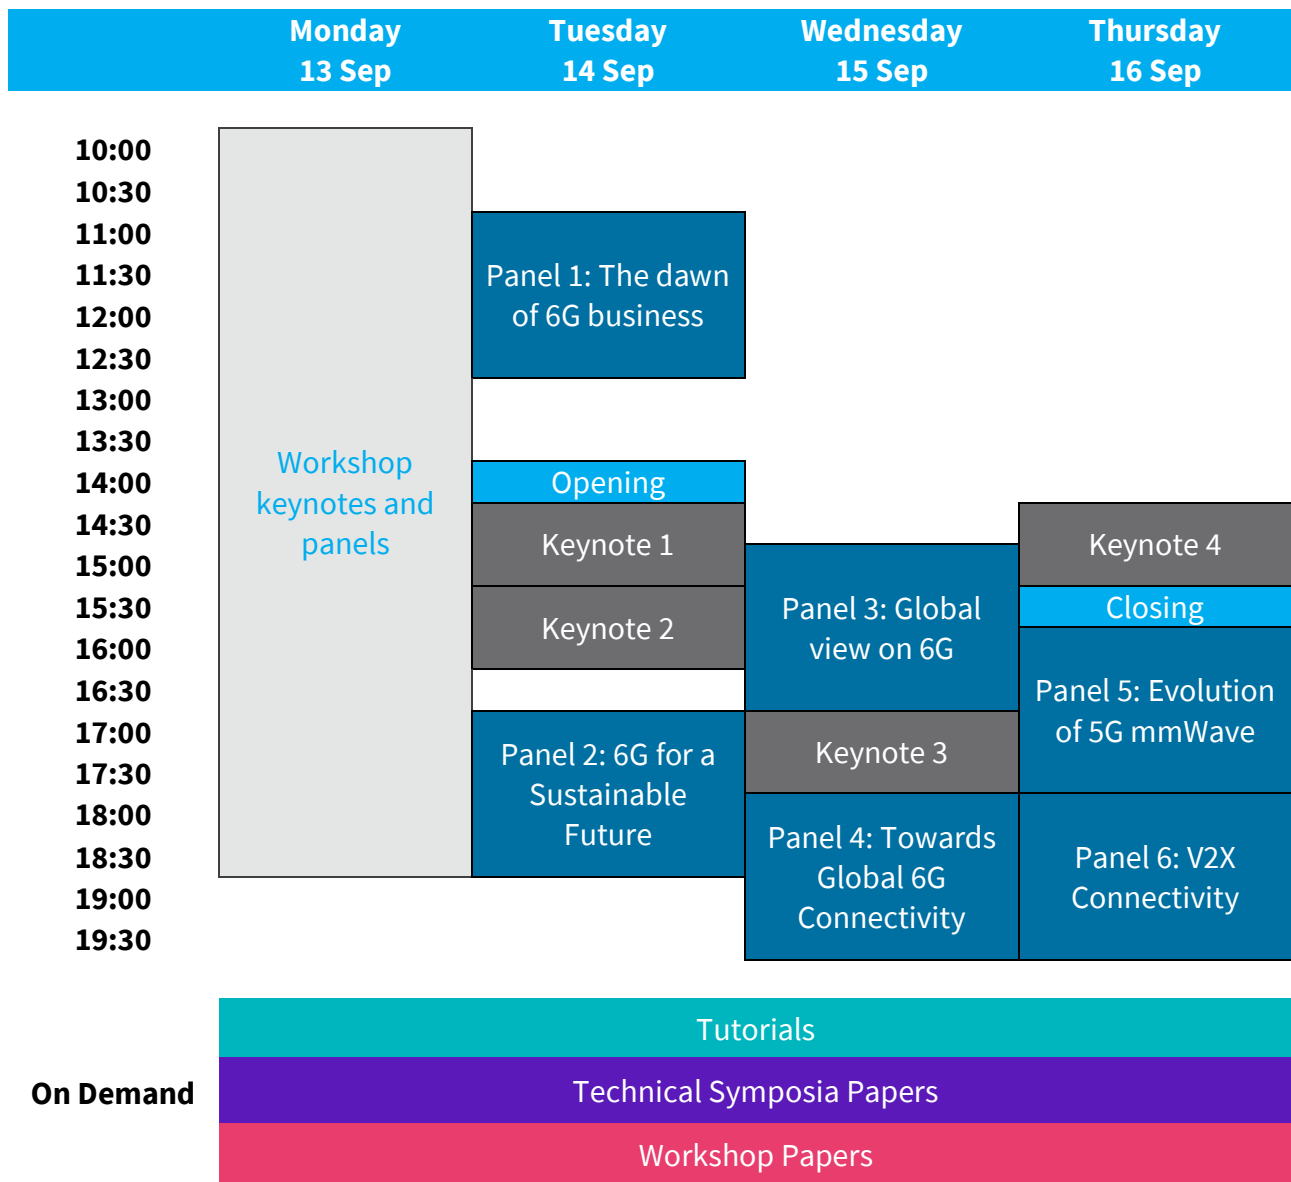 Monday
13 Sep
Tuesday
14 Sep
Wednesday
15 Sep
Thursday
16 Sep
10:00
10:30
11:00
11:30
12:00
12:30
13:00
13:30
14:00
14:30
15:00
15:30
16:00
16:30
17:00
17:30
18:00
18:30
19:00
19:30
Workshop
keynotes and
panels
Panel 1: The dawn
of 6G business
Opening
Keynote 1
Keynote 2
Panel 2: 6G for a
Sustainable
Future
Panel 3: Global
view on 6G
Keynote 3
Panel 4: Towards
Global 6G
Connectivity
Keynote 4
Closing
Panel 5: Evolution
of 5G mmWave
Panel 6: V2X
Connectivity
On Demand
Tutorials
Technical Symposia Papers
Workshop Papers